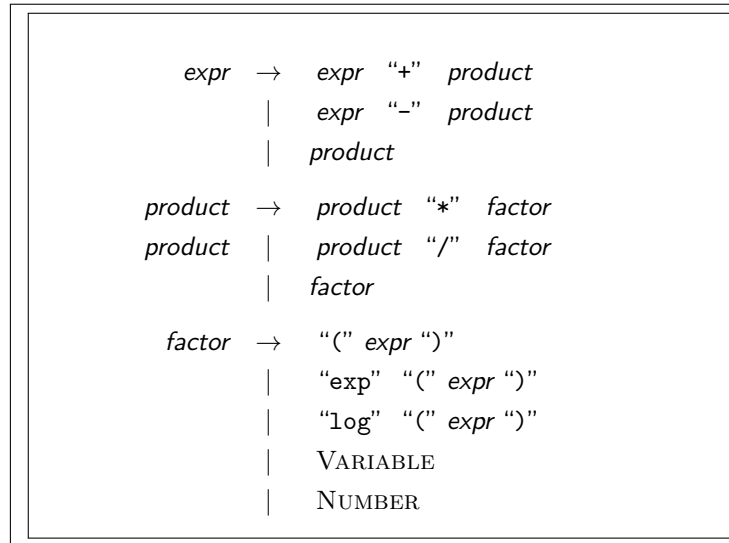 expr → expr “+” product
| expr “-” product
| product
product → product “*” factor
product | product “/” factor
| factor
factor → “(” expr “)”
| “exp” “(” expr “)”
| “log” “(” expr “)”
| VARIABLE
| NUMBER